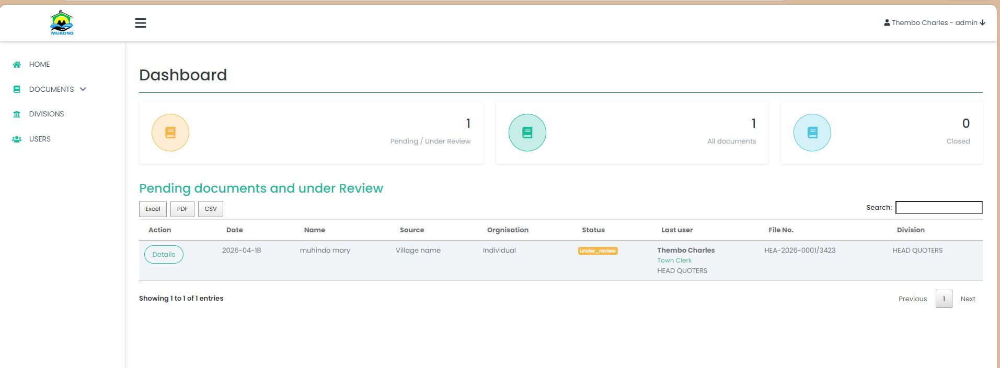 MUKONO
Thembo Charles - admin
HOME
DOCUMENTS
DIVISIONS
USERS
Dashboard
1
Pending / Under Review
1
All documents
0
Closed
Pending documents and under Review
Excel PDF CSV
Search:
Action Date Name Source Orgnisation Status Last user File No. Division
Details 2026-04-18 muhindo mary Village name Individual under_review Thembo Charles HEA-2026-0001/3423 HEAD QUOTERS
Town Clerk
HEAD QUOTERS
Showing 1 to 1 of 1 entries
Previous 1 Next